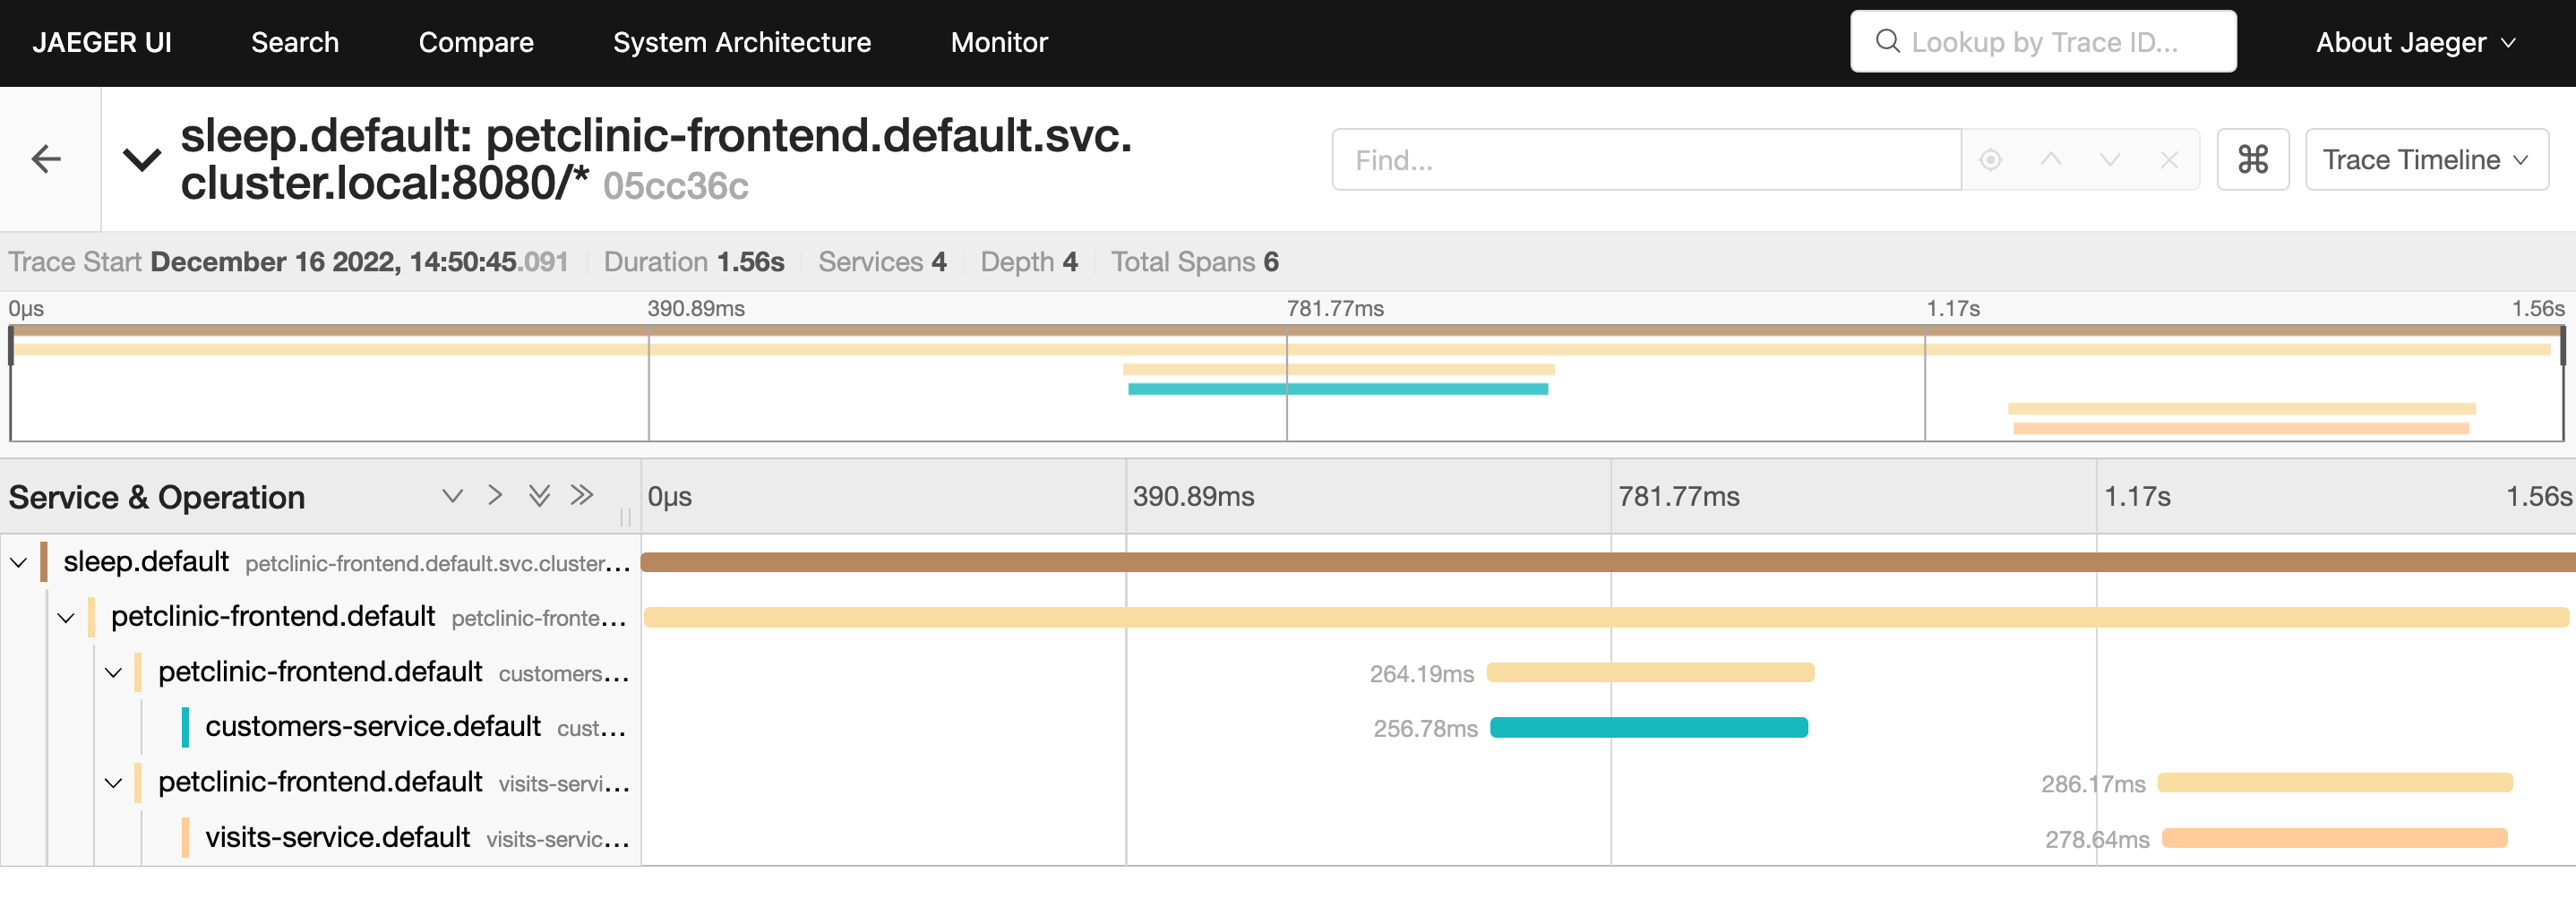 JAEGER UI Search Compare System Architecture Monitor Lookup by Trace ID... About Jaeger
sleep.default: petclinic-frontend.default.svc.
cluster.local:8080/* 05cc36c
Find...
Trace Timeline
Trace Start December 16 2022, 14:50:45.091 Duration 1.56s Services 4 Depth 4 Total Spans 6
0μs 390.89ms 781.77ms 1.17s 1.56s
Service & Operation 0μs 390.89ms 781.77ms 1.17s 1.56s
sleep.default petclinic-frontend.default.svc.cluster...
petclinic-frontend.default petclinic-fronte...
petclinic-frontend.default customers... 264.19ms
customers-service.default cust... 256.78ms
petclinic-frontend.default visits-servi... 286.17ms
visits-service.default visits-servic... 278.64ms